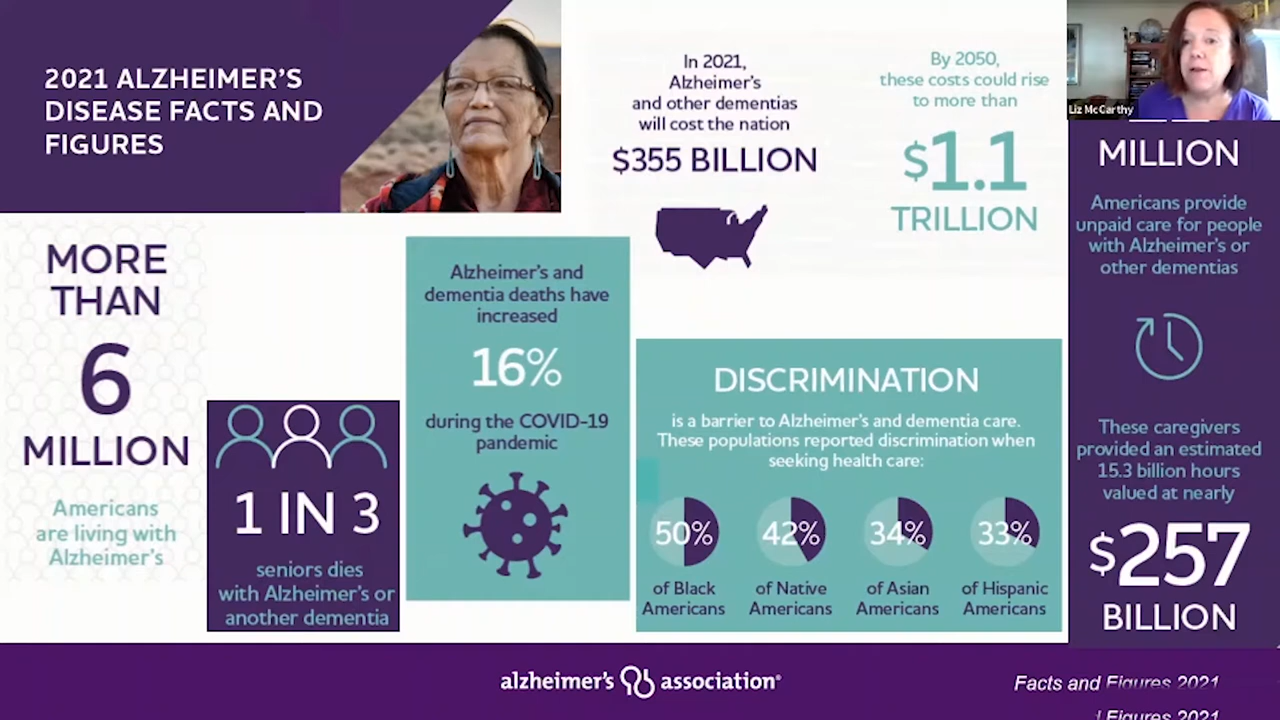 2021 ALZHEIMER'S
DISEASE FACTS AND
FIGURES
In 2021,
Alzheimer's
and other dementias
will cost the nation
$355 BILLION
By 2050,
these costs could rise
to more than
$1.1
TRILLION
Liz McCarthy
MILLION
Americans provide
unpaid care for people
with Alzheimer's or
other dementias
These caregivers
provided an estimated
15.3 billion hours
valued at nearly
$257
BILLION
MORE
THAN
6
MILLION
Americans
are living with
Alzheimer's
1 IN 3
seniors dies
with Alzheimer's or
another dementia
Alzheimer's and
dementia deaths have
increased
16%
during the COVID-19
pandemic
DISCRIMINATION
is a barrier to Alzheimer's and dementia care.
These populations reported discrimination when
seeking health care:
50%
of Black
Americans
42%
of Native
Americans
34%
of Asian
Americans
33%
of Hispanic
Americans
alzheimer's association®
Facts and Figures 2021
Figures 2021